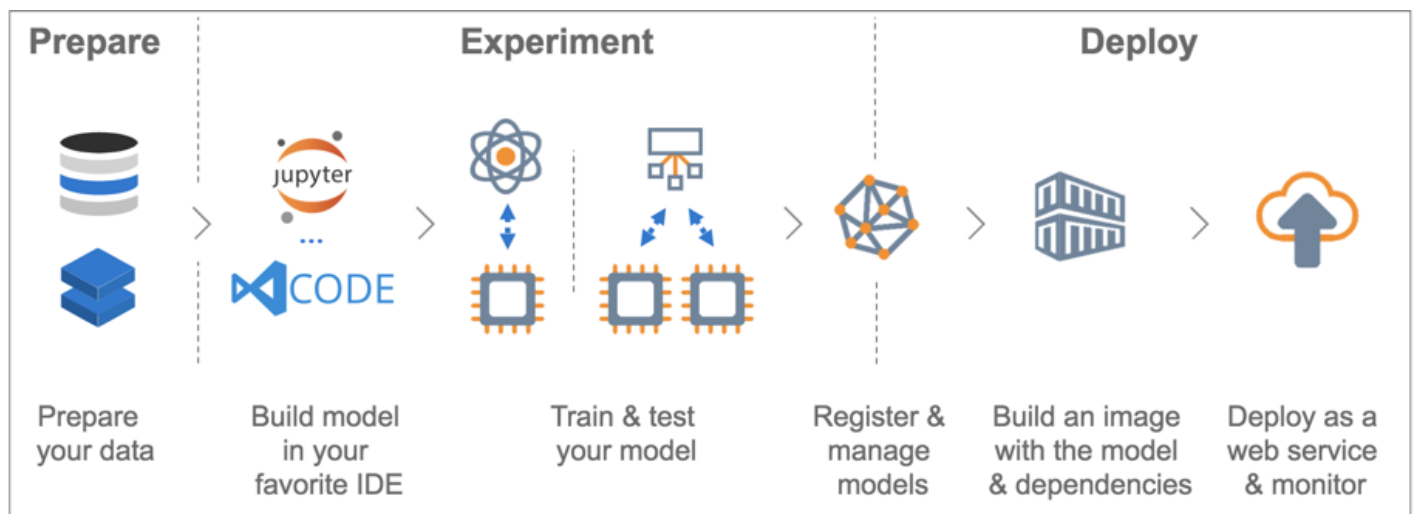 Prepare
Experiment
Deploy
jupyter
...
CODE
Prepare
your data
Build model
in your
favorite IDE
Train & test
your model
Register &
manage
models
Build an image
with the model
& dependencies
Deploy as a
web service
& monitor